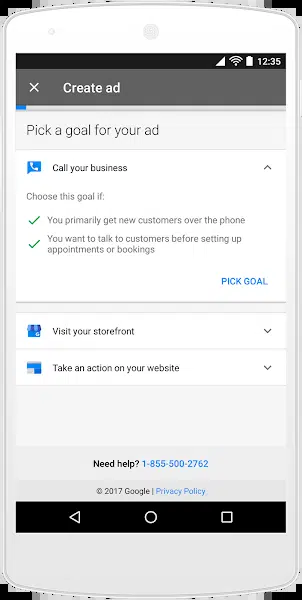 12:35
Create ad
Pick a goal for your ad
Call your business
Choose this goal if:
You primarily get new customers over the phone
You want to talk to customers before setting up
appointments or bookings
PICK GOAL
Visit your storefront
Take an action on your website
Need help? 1-855-500-2762
© 2017 Google | Privacy Policy